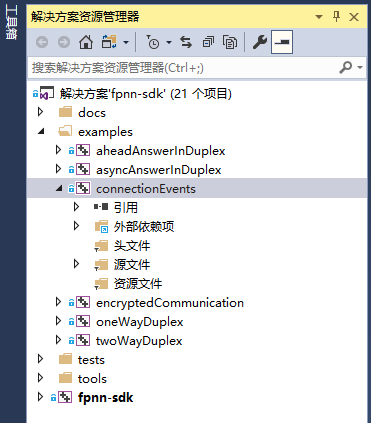 工具箱
解决方案资源管理器
搜索解决方案资源管理器(Ctrl+;)
解决方案'fpnn-sdk' (21 个项目)
docs
examples
aheadAnswerInDuplex
asyncAnswerInDuplex
connectionEvents
引用
外部依赖项
头文件
源文件
资源文件
encryptedCommunication
oneWayDuplex
twoWayDuplex
tests
tools
fpnn-sdk